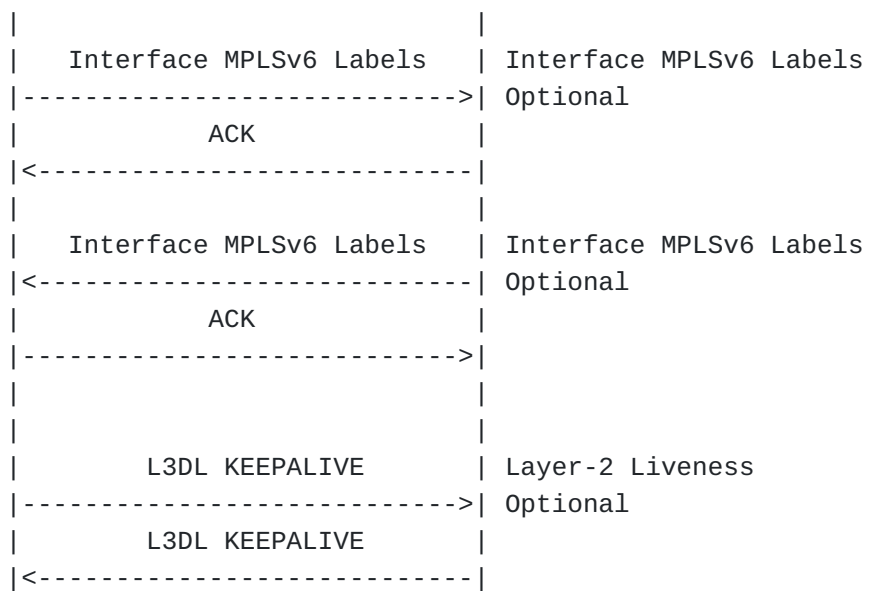 |                             |
|   Interface MPLSv6 Labels   | Interface MPLSv6 Labels
|---------------------------->| Optional
|            ACK              |
|<----------------------------|
|                             |
|   Interface MPLSv6 Labels   | Interface MPLSv6 Labels
|<----------------------------| Optional
|            ACK              |
|---------------------------->|
|                             |
|                             |
|        L3DL KEEPALIVE       | Layer-2 Liveness
|---------------------------->| Optional
|        L3DL KEEPALIVE       |
|<----------------------------|